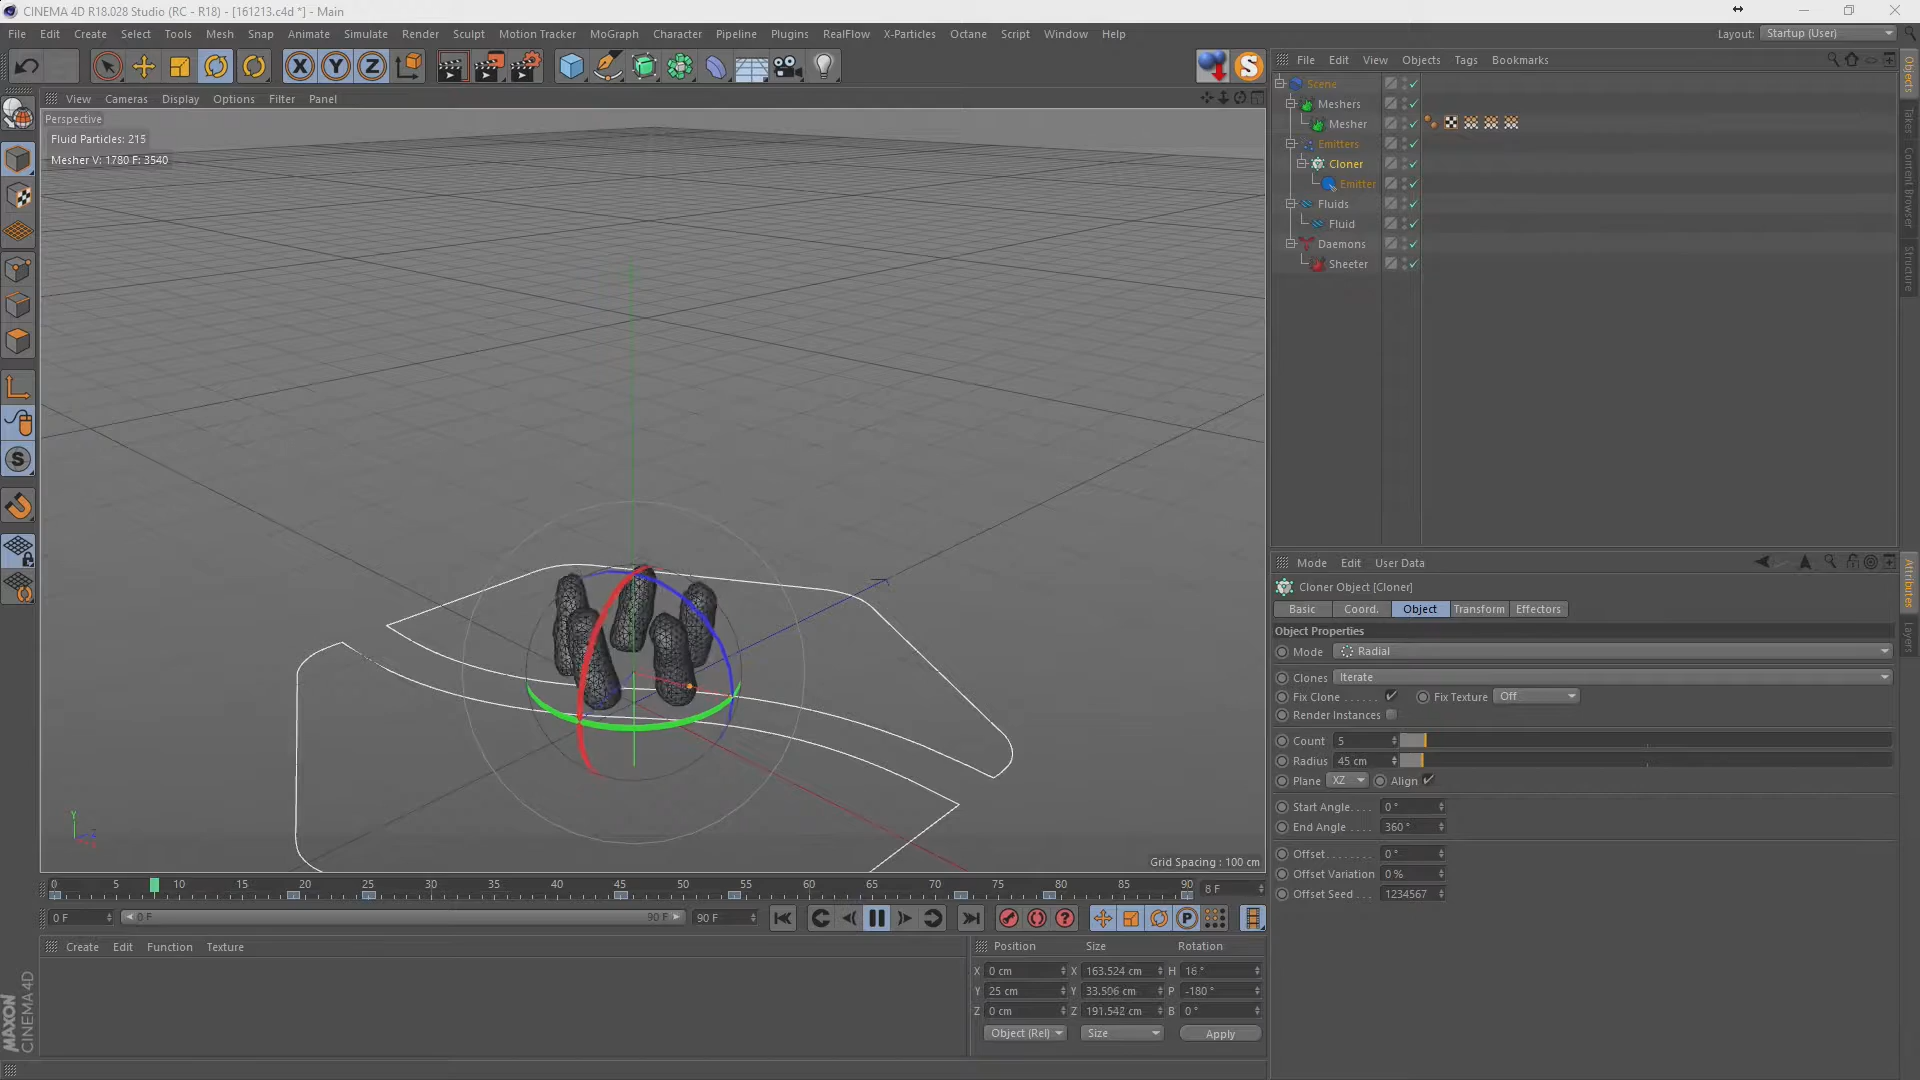 CINEMA 4D R18.028 Studio (RC - R18) - [161213.c4d *] - Main
File Edit Create Select Tools Mesh Snap Animate Simulate Render Sculpt Motion Tracker MoGraph Character Pipeline Plugins RealFlow X-Particles Octane Script Window Help Layout: Startup (User)
X Y Z S
File Edit View Objects Tags Bookmarks
View Cameras Display Options Filter Panel
Perspective
Fluid Particles: 215
Mesher V: 1780 F: 3540
Scene
Meshers
Mesher
Emitters
Cloner
Emitter
Fluids
Fluid
Daemons
Sheeter
Objects
Takes
Content Browser
Structure
S
Mode Edit User Data
Cloner Object [Cloner]
Basic Coord. Object Transform Effectors
Object Properties
Mode Radial
Clones Iterate
Fix Clone . . . . . . Fix Texture Off
Render Instances
Count 5
Radius 45 cm
Plane XZ Align
Start Angle. . . . 0 °
End Angle . . . . 360 °
Offset. . . . . . . . 0 °
Offset Variation 0 %
Offset Seed . . . 1234567
Attributes
Layers
Y
Z
Grid Spacing : 100 cm
0 5 10 15 20 25 30 35 40 45 50 55 60 65 70 75 80 85 90 8 F
0 F 0 F 90 F 90 F ? P
Create Edit Function Texture
Position Size Rotation
X 0 cm X 163.524 cm H 16 °
Y 25 cm Y 33.506 cm P -180 °
Z 0 cm Z 191.542 cm B 0 °
Object (Rel) Size Apply
MAXON
CINEMA 4D